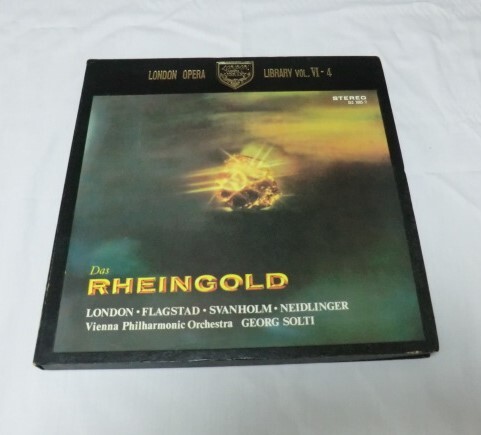 LONDON OPERA LIBRARY VOL. VI-4
STEREO
Das
RHEINGOLD
LONDON · FLAGSTAD · SVANHOLM · NEIDLINGER
Vienna Philharmonic Orchestra GEORG SOLTI